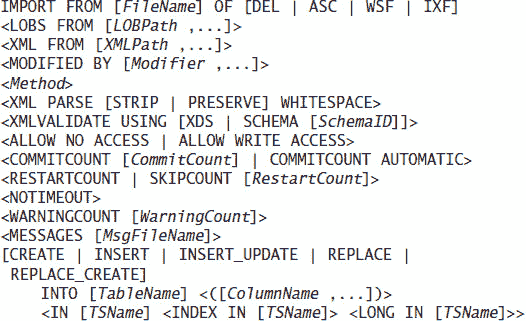 IMPORT FROM [FileName] OF [DEL | ASC | WSF | IXF]
<LOBS FROM [LOBPath ,...]>
<XML FROM [XMLPath ,...]>
<MODIFIED BY [Modifier ,...]>
<Method>
<XML PARSE [STRIP | PRESERVE] WHITESPACE>
<XMLVALIDATE USING [XDS | SCHEMA [SchemaID]]>
<ALLOW NO ACCESS | ALLOW WRITE ACCESS>
<COMMITCOUNT [CommitCount] | COMMITCOUNT AUTOMATIC>
<RESTARTCOUNT | SKIPCOUNT [RestartCount]>
<NOTIMEOUT>
<WARNINGCOUNT [WarningCount]>
<MESSAGES [MsgFileName]>
[CREATE | INSERT | INSERT_UPDATE | REPLACE |
REPLACE_CREATE]
INTO [TableName] <([ColumnName ,...])>
<IN [TSName] <INDEX IN [TSName]> <LONG IN [TSName]>>